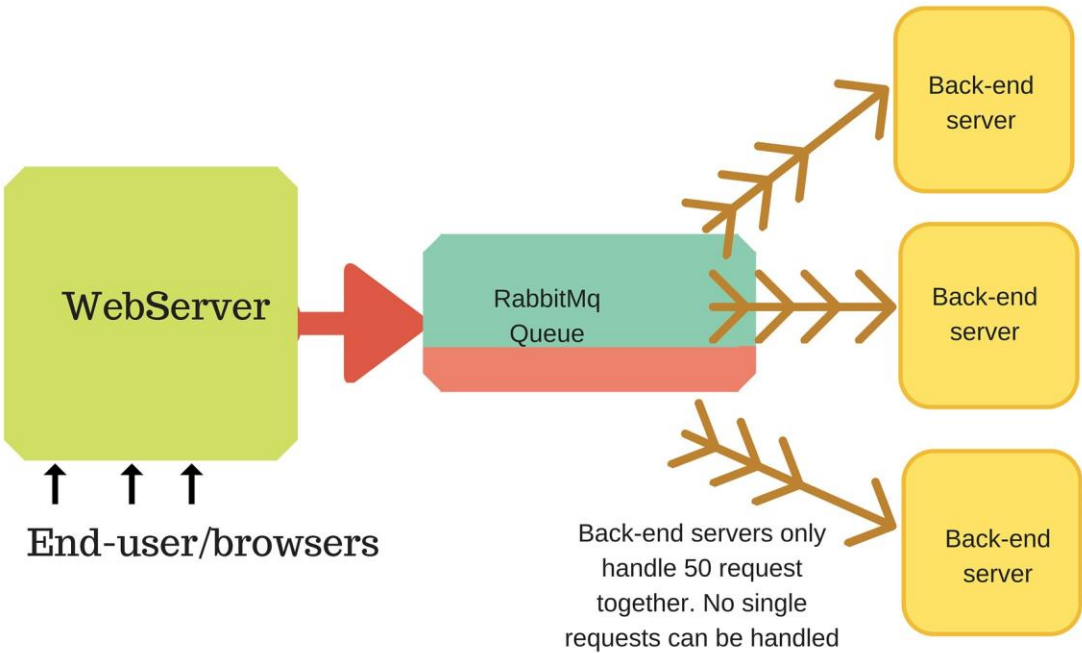 WebServer
End-user/browsers
RabbitMq
Queue
Back-end
server
Back-end
server
Back-end
server
Back-end servers only
handle 50 request
together. No single
requests can be handled